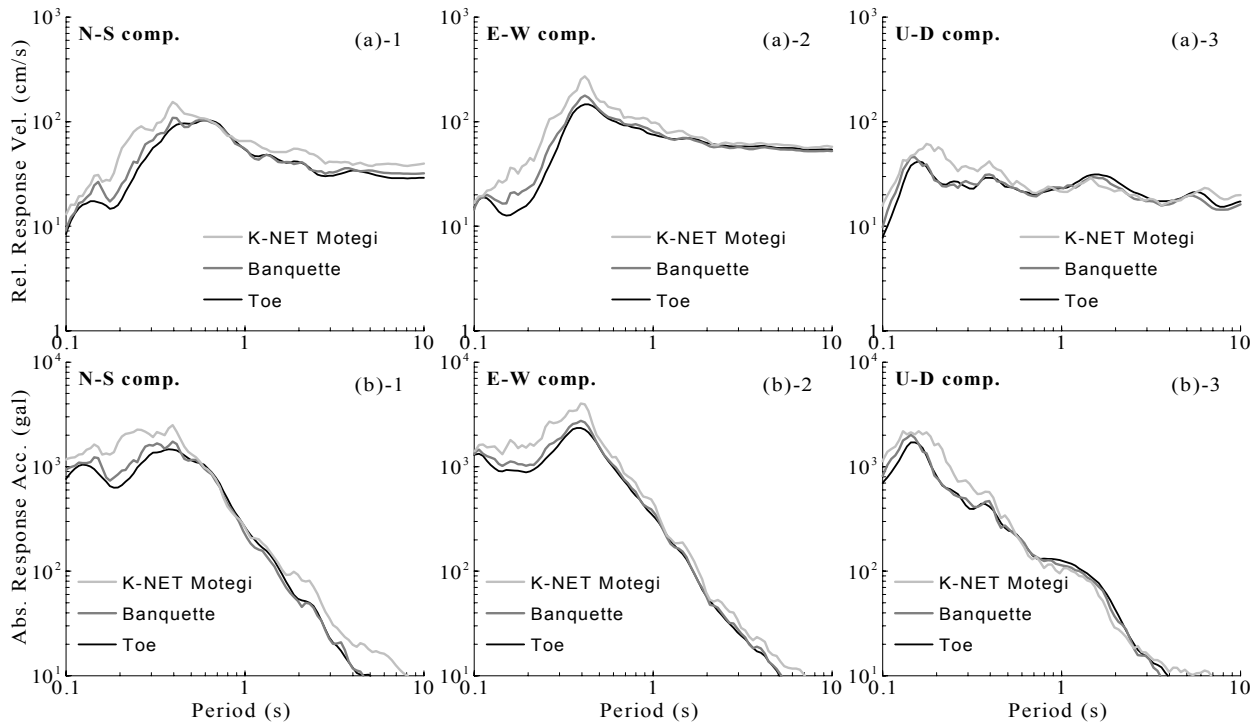 Rel. Response Vel. (cm/s)
10³
10²
10¹
1
N-S comp.
(a)-1
K-NET Motegi
Banquette
Toe
0.1
1
10
10³
10²
10¹
1
E-W comp.
(a)-2
K-NET Motegi
Banquette
Toe
0.1
1
10
10³
10²
10¹
1
U-D comp.
(a)-3
K-NET Motegi
Banquette
Toe
0.1
1
10
Abs. Response Acc. (gal)
10⁴
10³
10²
10¹
N-S comp.
(b)-1
K-NET Motegi
Banquette
Toe
0.1
1
10
Period (s)
10⁴
10³
10²
10¹
E-W comp.
(b)-2
K-NET Motegi
Banquette
Toe
0.1
1
10
Period (s)
10⁴
10³
10²
10¹
U-D comp.
(b)-3
K-NET Motegi
Banquette
Toe
0.1
1
10
Period (s)